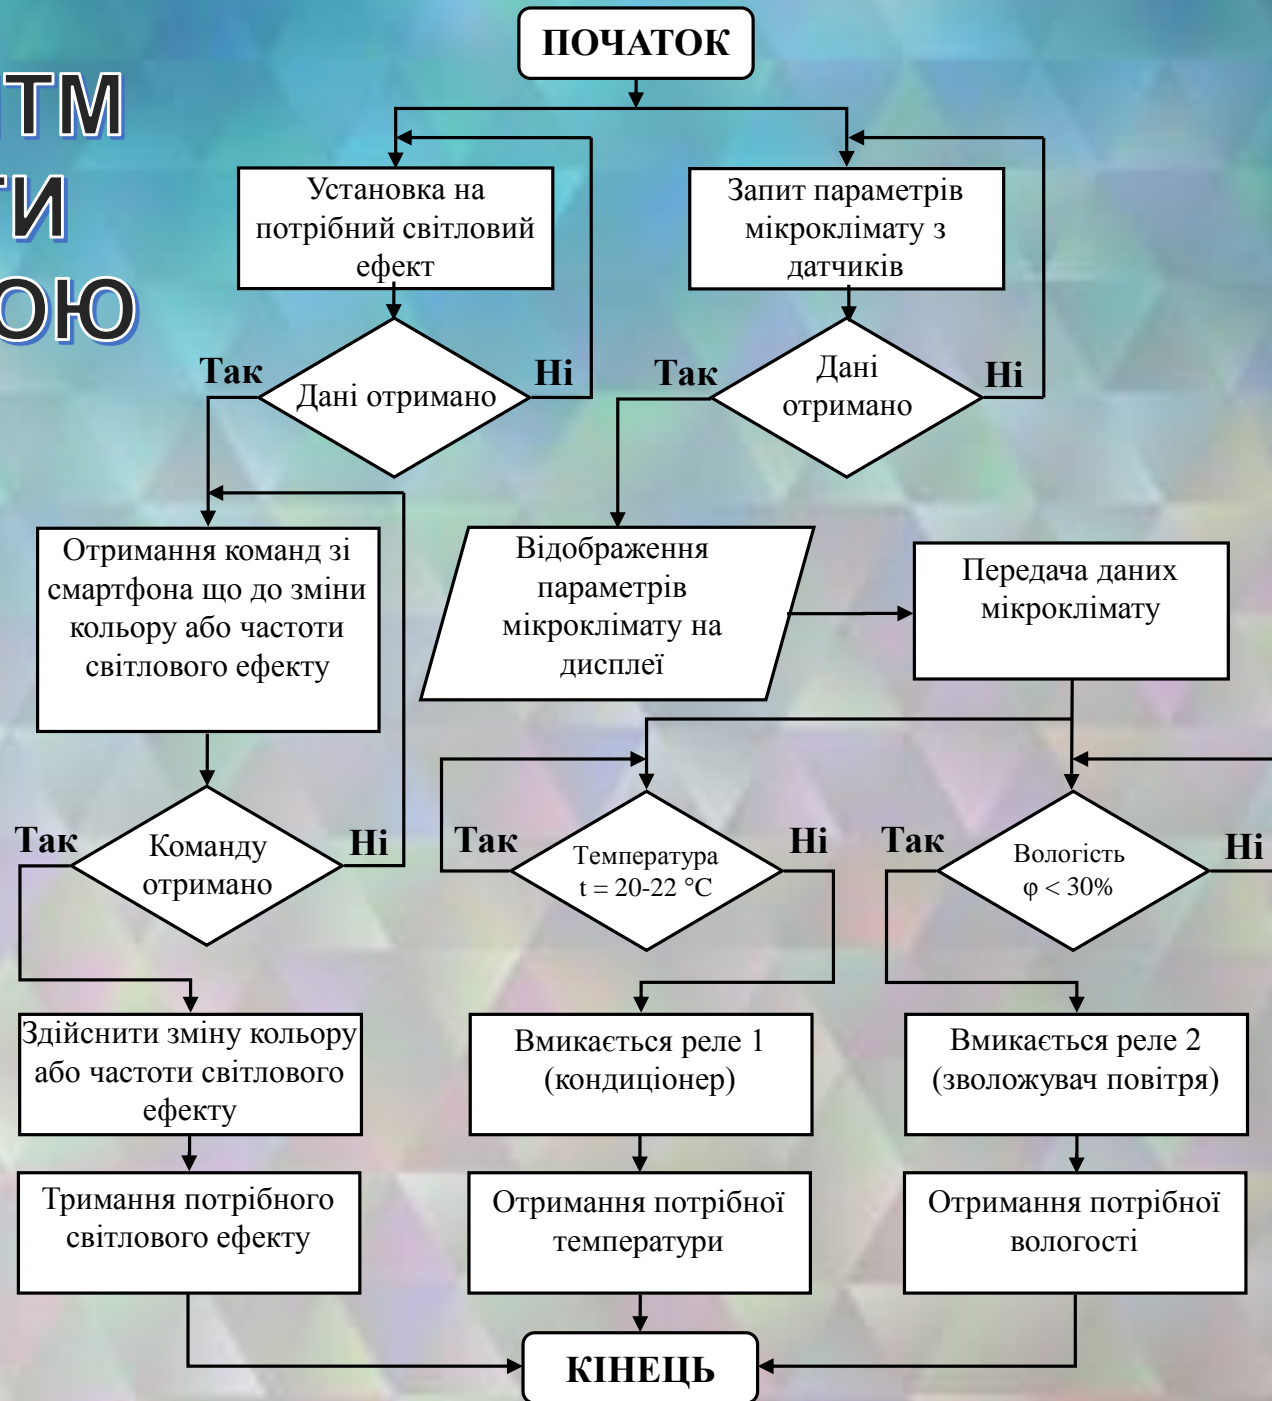 ПОЧАТОК
Установка на
потрібний світловий
ефект
Запит параметрів
мікроклімату з
датчиків
Так
Дані отримано
Ні
Так
Дані
отримано
Ні
Отримання команд зі
смартфона що до зміни
кольору або частоти
світлового ефекту
Відображення
параметрів
мікроклімату на
дисплеї
Передача даних
мікроклімату
Так
Команду
отримано
Ні
Так
Температура
t = 20-22 °C
Ні
Так
Вологість
φ < 30%
Ні
Здійснити зміну кольору
або частоти світлового
ефекту
Вмикається реле 1
(кондиціонер)
Вмикається реле 2
(зволожувач повітря)
Тримання потрібного
світлового ефекту
Отримання потрібної
температури
Отримання потрібної
вологості
КІНЕЦЬ